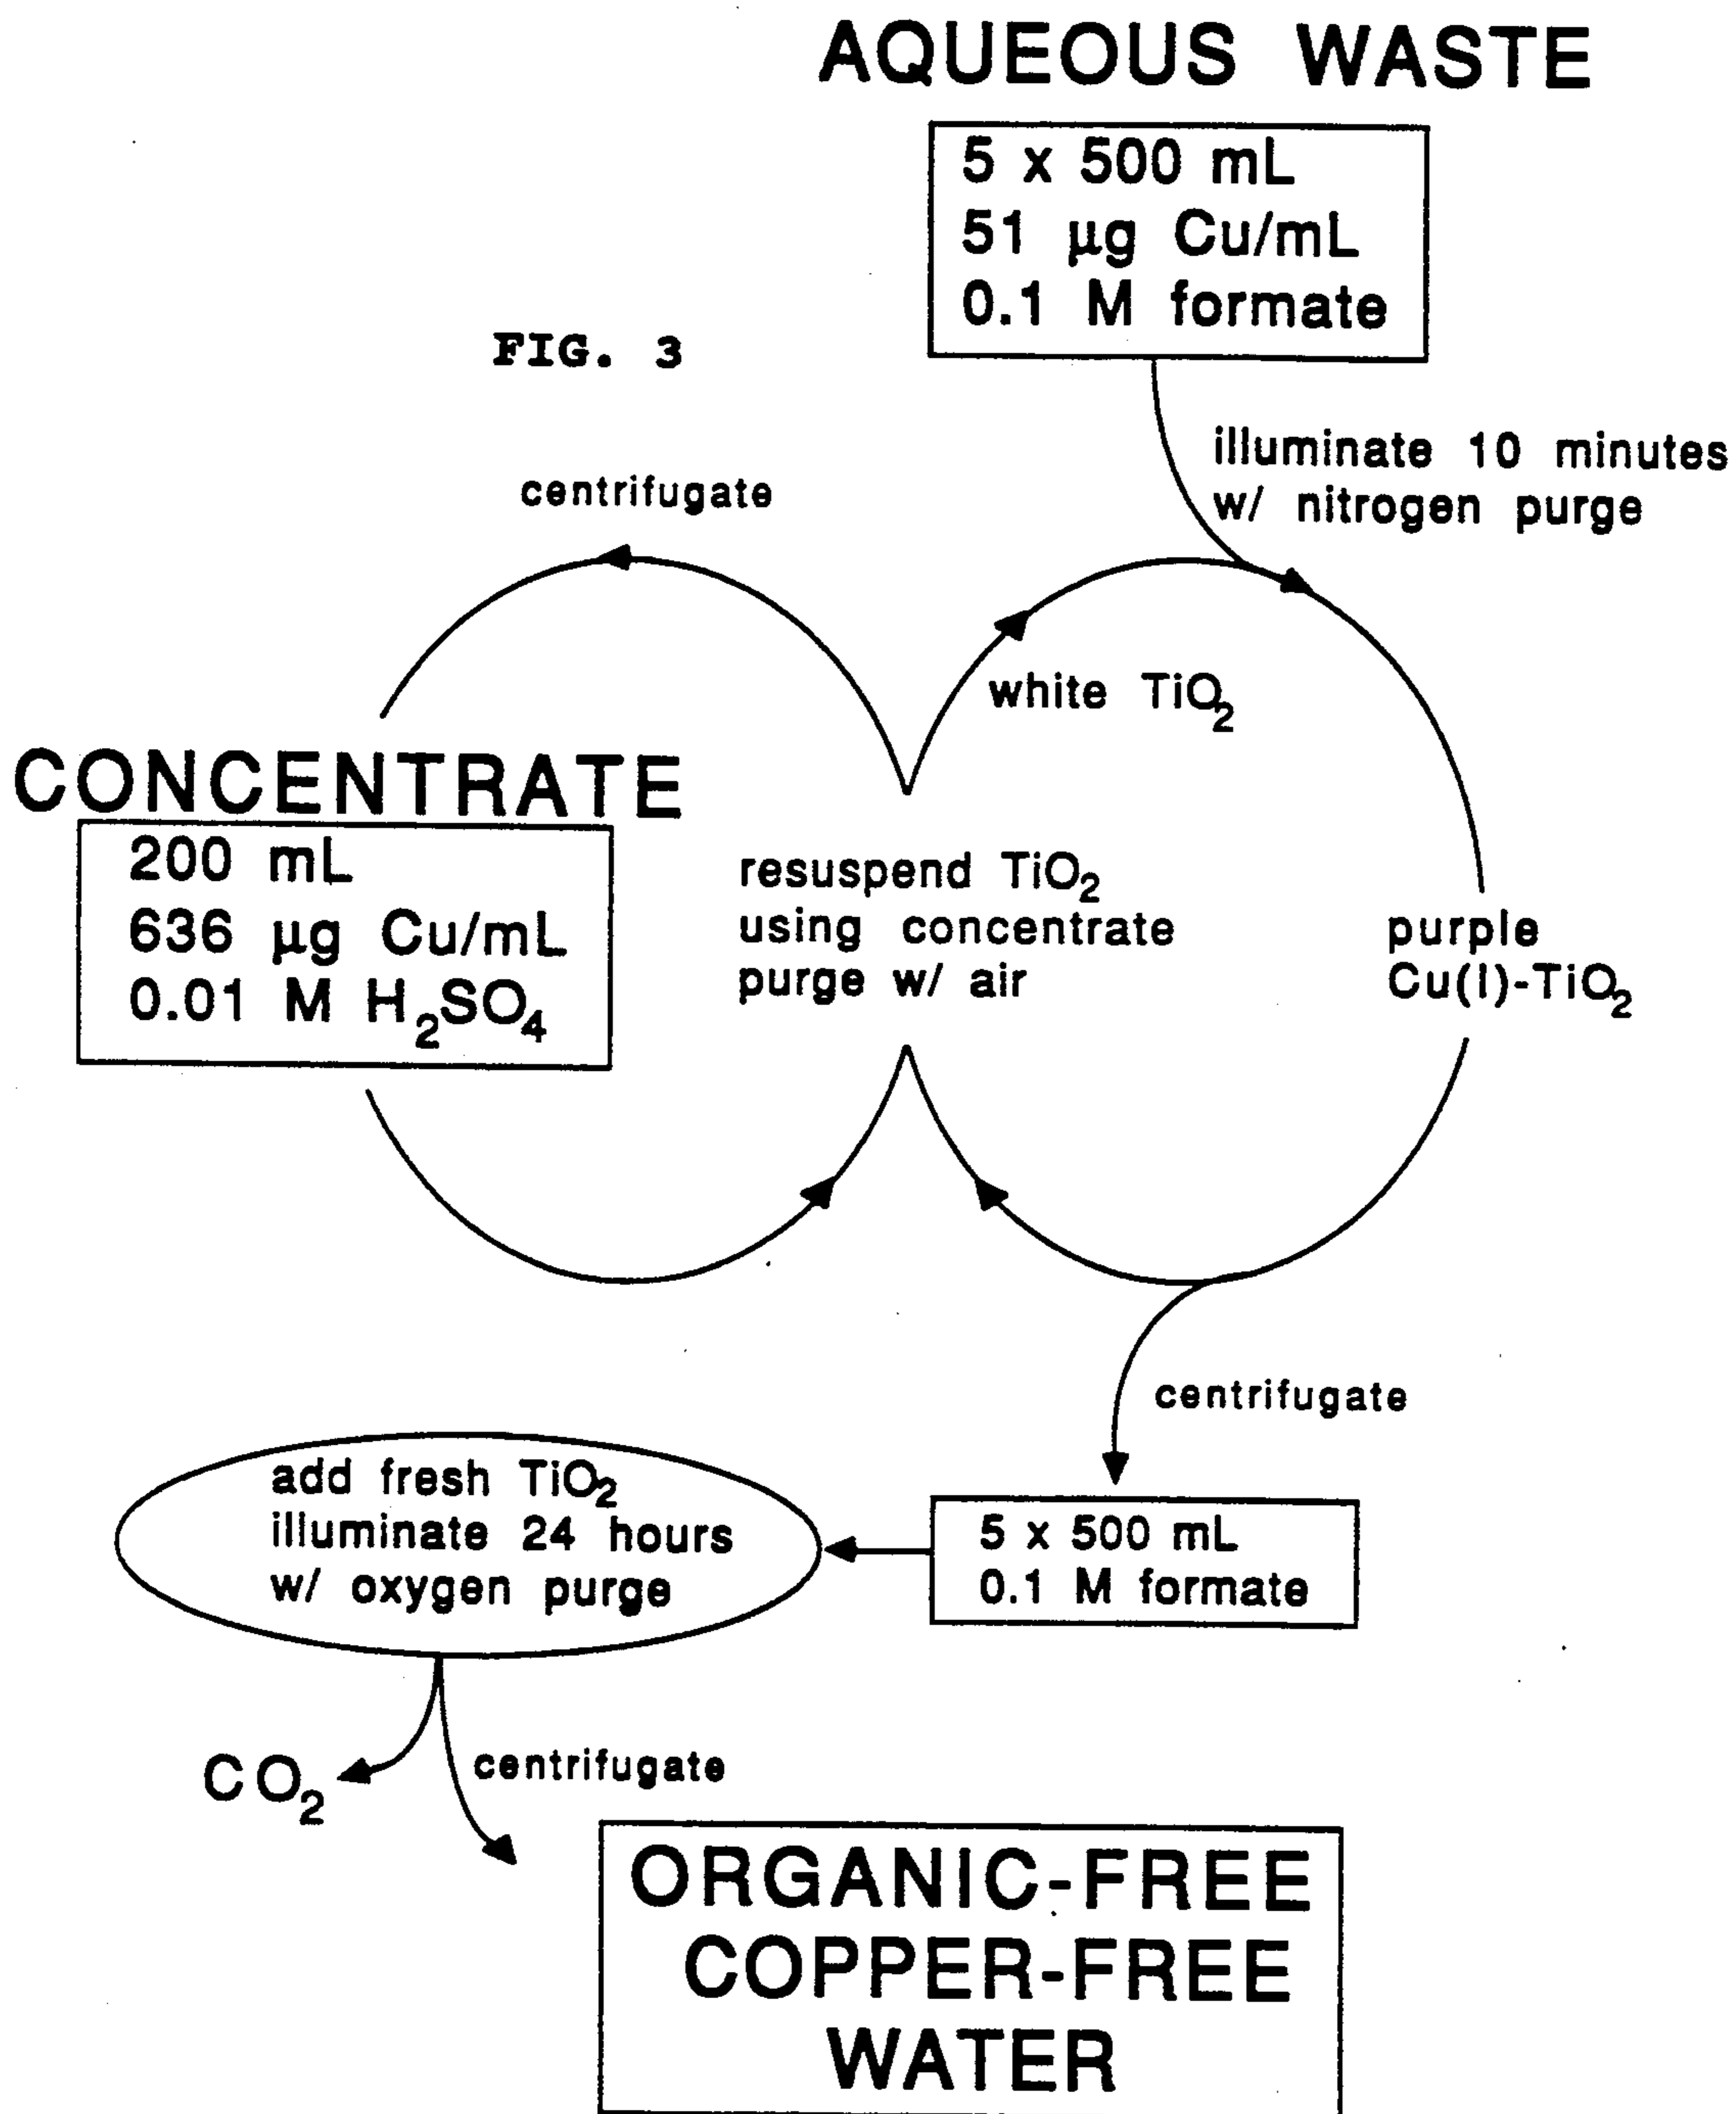 AQUEOUS WASTE
5 x 500 mL
51 µg Cu/mL
0.1 M formate
FIG. 3
illuminate 10 minutes
w/ nitrogen purge
centrifugate
white TiO2
CONCENTRATE
200 mL
636 µg Cu/mL
0.01 M H2SO4
resuspend TiO2
using concentrate
purge w/ air
purple
Cu(I)-TiO2
centrifugate
add fresh TiO2
illuminate 24 hours
w/ oxygen purge
5 x 500 mL
0.1 M formate
CO2
centrifugate
ORGANIC-FREE
COPPER-FREE
WATER